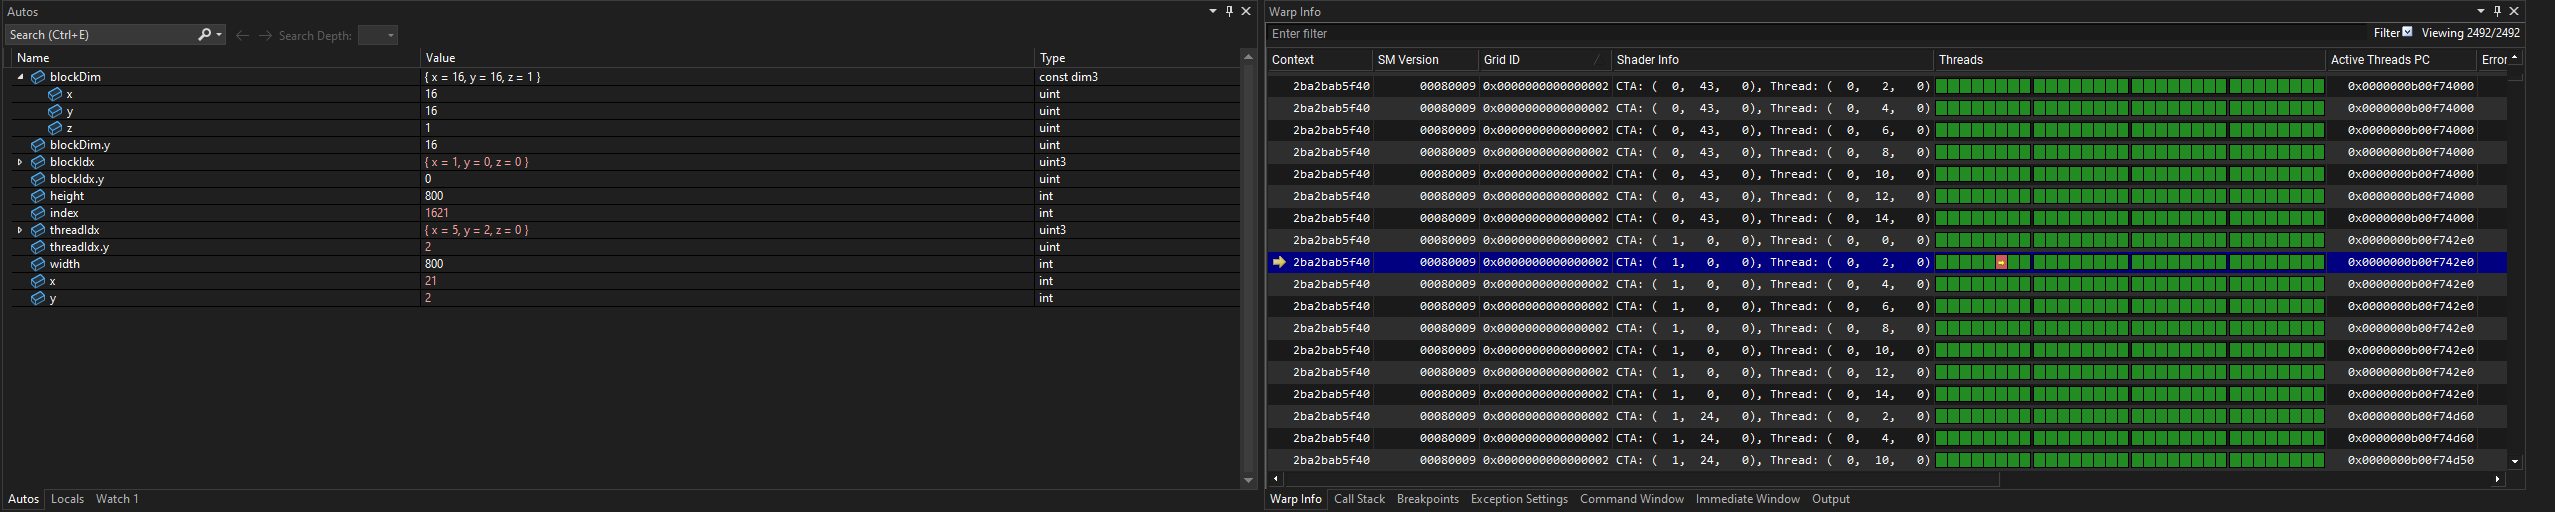 Autos
Search (Ctrl+E) Search Depth:
Name Value Type
blockDim { x = 16, y = 16, z = 1 } const dim3
x 16 uint
y 16 uint
z 1 uint
blockDim.y 16 uint
blockIdx { x = 1, y = 0, z = 0 } uint3
blockIdx.y 0 uint
height 800 int
index 1621 int
threadIdx { x = 5, y = 2, z = 0 } uint3
threadIdx.y 2 uint
width 800 int
x 21 int
y 2 int
Autos Locals Watch 1
Warp Info
Enter filter Filter Viewing 2492/2492
Context SM Version Grid ID Shader Info Threads Active Threads PC Error
2ba2bab5f40 00080009 0x0000000000000002 CTA: ( 0, 43, 0), Thread: ( 0, 2, 0) 0x0000000b00f74000
2ba2bab5f40 00080009 0x0000000000000002 CTA: ( 0, 43, 0), Thread: ( 0, 4, 0) 0x0000000b00f74000
2ba2bab5f40 00080009 0x0000000000000002 CTA: ( 0, 43, 0), Thread: ( 0, 6, 0) 0x0000000b00f74000
2ba2bab5f40 00080009 0x0000000000000002 CTA: ( 0, 43, 0), Thread: ( 0, 8, 0) 0x0000000b00f74000
2ba2bab5f40 00080009 0x0000000000000002 CTA: ( 0, 43, 0), Thread: ( 0, 10, 0) 0x0000000b00f74000
2ba2bab5f40 00080009 0x0000000000000002 CTA: ( 0, 43, 0), Thread: ( 0, 12, 0) 0x0000000b00f74000
2ba2bab5f40 00080009 0x0000000000000002 CTA: ( 0, 43, 0), Thread: ( 0, 14, 0) 0x0000000b00f74000
2ba2bab5f40 00080009 0x0000000000000002 CTA: ( 1, 0, 0), Thread: ( 0, 0, 0) 0x0000000b00f742e0
2ba2bab5f40 00080009 0x0000000000000002 CTA: ( 1, 0, 0), Thread: ( 0, 2, 0) 0x0000000b00f742e0
2ba2bab5f40 00080009 0x0000000000000002 CTA: ( 1, 0, 0), Thread: ( 0, 4, 0) 0x0000000b00f742e0
2ba2bab5f40 00080009 0x0000000000000002 CTA: ( 1, 0, 0), Thread: ( 0, 6, 0) 0x0000000b00f742e0
2ba2bab5f40 00080009 0x0000000000000002 CTA: ( 1, 0, 0), Thread: ( 0, 8, 0) 0x0000000b00f742e0
2ba2bab5f40 00080009 0x0000000000000002 CTA: ( 1, 0, 0), Thread: ( 0, 10, 0) 0x0000000b00f742e0
2ba2bab5f40 00080009 0x0000000000000002 CTA: ( 1, 0, 0), Thread: ( 0, 12, 0) 0x0000000b00f742e0
2ba2bab5f40 00080009 0x0000000000000002 CTA: ( 1, 0, 0), Thread: ( 0, 14, 0) 0x0000000b00f742e0
2ba2bab5f40 00080009 0x0000000000000002 CTA: ( 1, 24, 0), Thread: ( 0, 2, 0) 0x0000000b00f74d60
2ba2bab5f40 00080009 0x0000000000000002 CTA: ( 1, 24, 0), Thread: ( 0, 4, 0) 0x0000000b00f74d60
2ba2bab5f40 00080009 0x0000000000000002 CTA: ( 1, 24, 0), Thread: ( 0, 10, 0) 0x0000000b00f74d50
Warp Info Call Stack Breakpoints Exception Settings Command Window Immediate Window Output